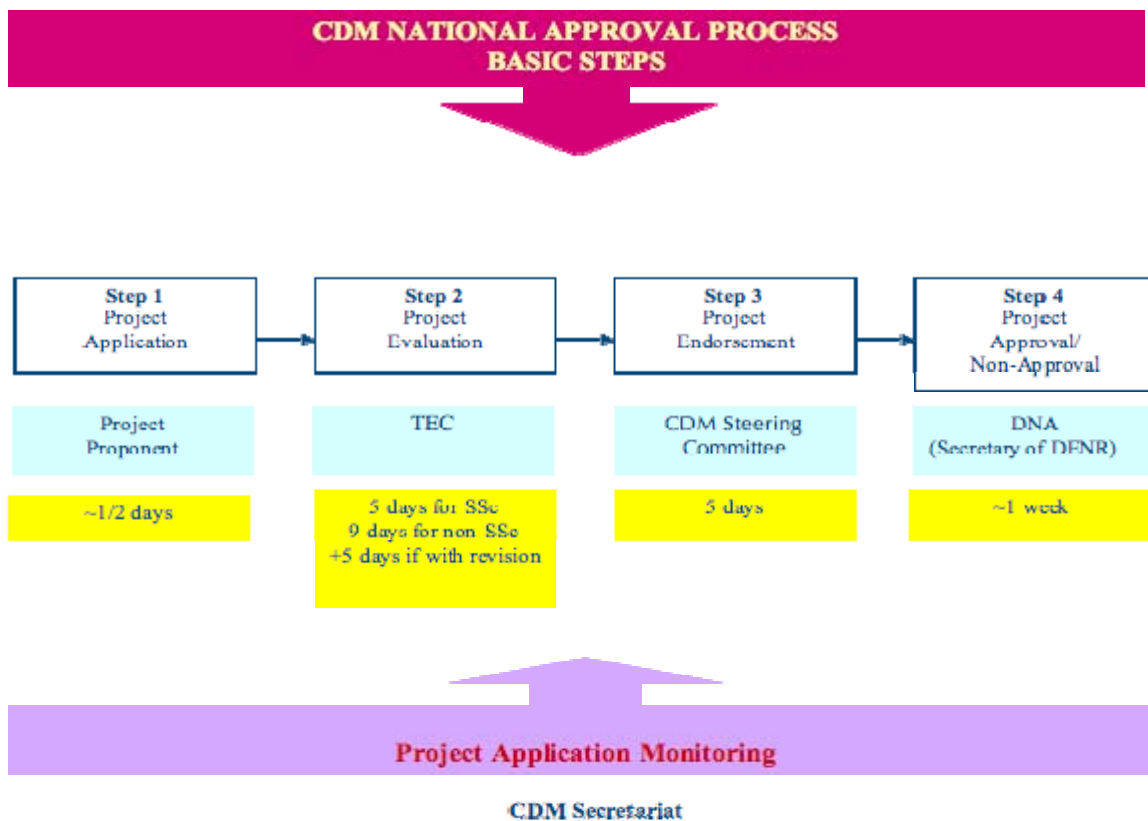 CDM NATIONAL APPROVAL PROCESS
BASIC STEPS
Step 1
Project
Application
Step 2
Project
Evaluation
Step 3
Project
Endorsement
Step 4
Project
Approval/
Non-Approval
Project
Proponent
TEC
CDM Steering
Committee
DNA
(Secretary of DENR)
~1/2 days
5 days for SSc
9 days for non SSc
+5 days if with revision
5 days
~1 week
Project Application Monitoring
CDM Secretariat